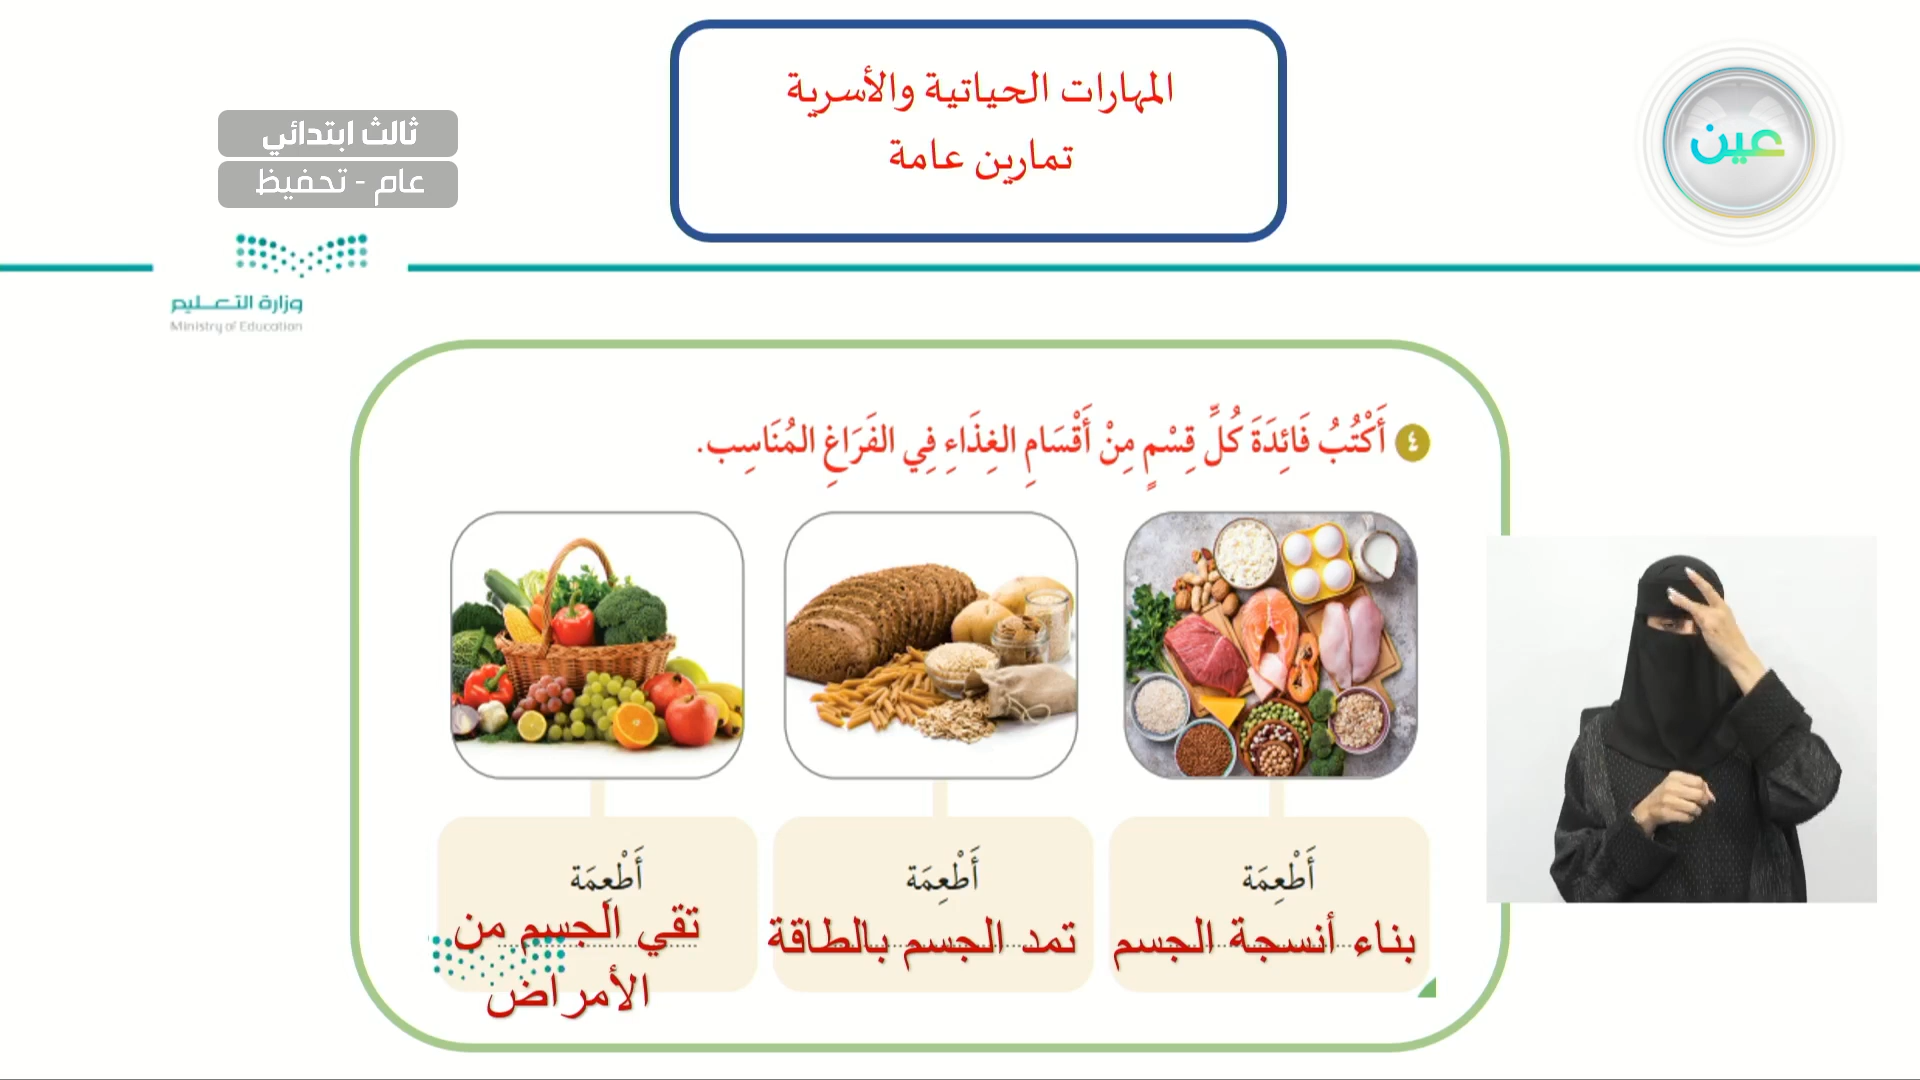 المهارات الحياتية والأسرية
تمارين عامة
عين
ثالث ابتدائي
عام - تحفيظ
وزارة التعليم
Ministry of Education
٤ أَكْتُبُ فَائِدَةَ كُلِّ قِسْمٍ مِنْ أَقْسَامِ الغِذَاءِ فِي الفَرَاغِ المُنَاسِب.
أَطْعِمَة
بناء أنسجة الجسم
أَطْعِمَة
تمد الجسم بالطاقة
أَطْعِمَة
تقي الجسم من
الأمراض